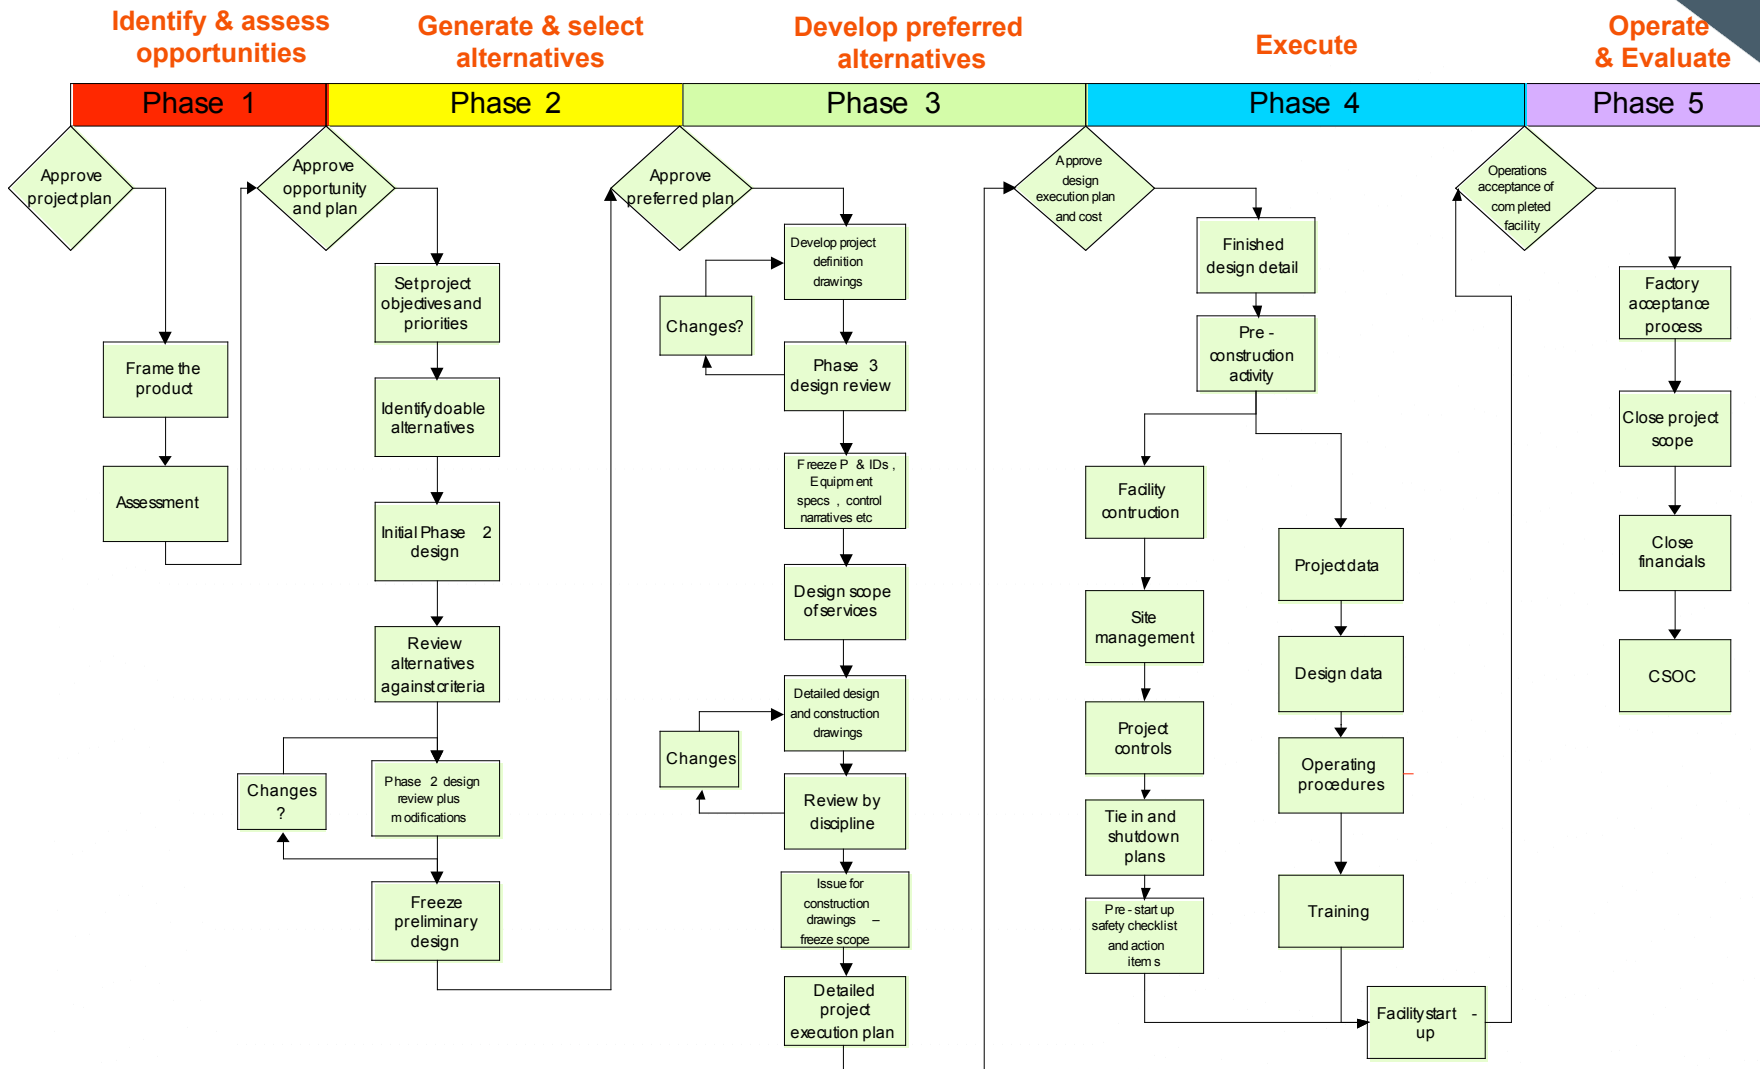 Identify & assess
opportunities
Generate & select
alternatives
Develop preferred
alternatives
Execute
Operate
& Evaluate
Phase 1
Phase 2
Phase 3
Phase 4
Phase 5
Approve
project plan
Frame the
product
Assessment
Approve
opportunity
and plan
Set project
objectives and
priorities
Identify doable
alternatives
Initial Phase 2
design
Review
alternatives
against criteria
Changes
?
Phase 2 design
review plus
modifications
Freeze
preliminary
design
Approve
preferred plan
Develop project
definition
drawings
Changes?
Phase 3
design review
Freeze P & IDs,
Equipment
specs , control
narratives etc
Design scope
of services
Detailed design
and construction
drawings
Changes
Review by
discipline
Issue for
construction
drawings –
freeze scope
Detailed
project
execution plan
Approve
design
execution plan
and cost
Finished
design detail
Pre -
construction
activity
Facility
contruction
Site
management
Project
controls
Tie in and
shutdown
plans
Pre - start up
safety checklist
and action
items
Project data
Design data
Operating
procedures
Training
Facility start -
up
Operations
acceptance of
completed
facility
Factory
acceptance
process
Close project
scope
Close
financials
CSOC